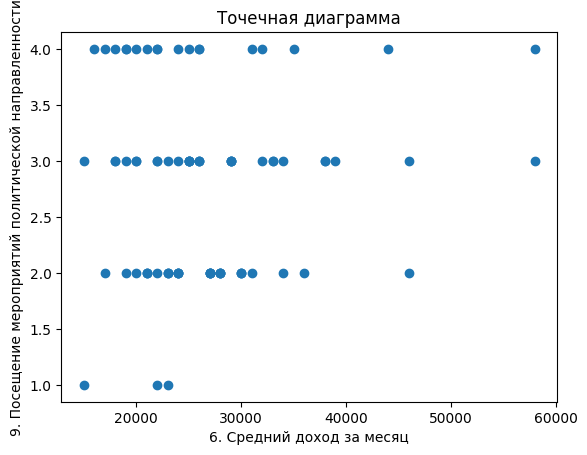 Точечная диаграмма
9. Посещение мероприятий политической направленности
4.0
3.5
3.0
2.5
2.0
1.5
1.0
20000 30000 40000 50000 60000
6. Средний доход за месяц